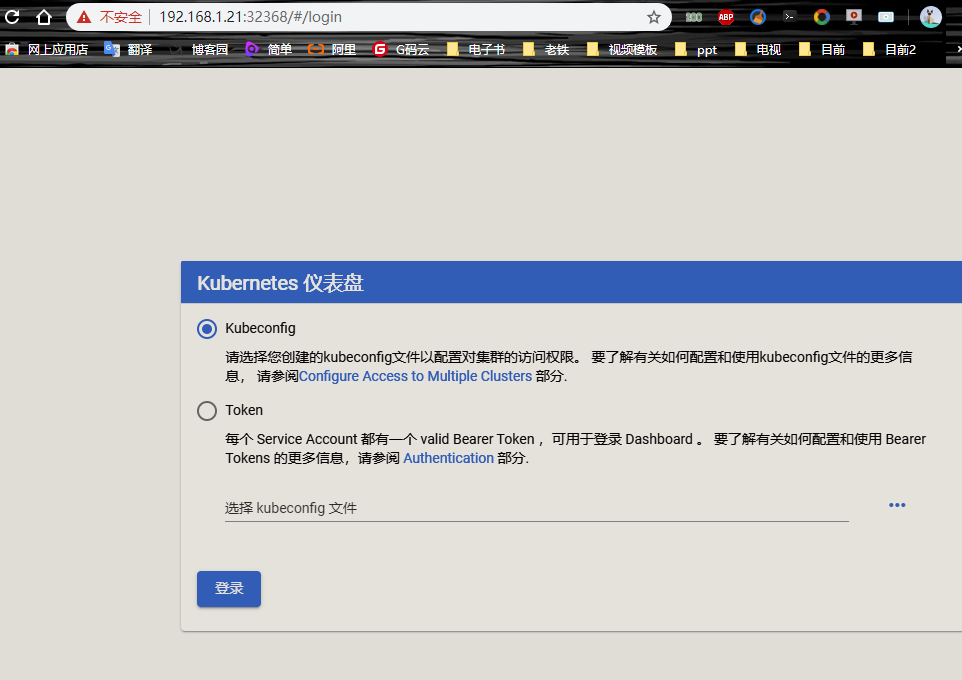 不安全 192.168.1.21:32368/#/login ABP
网上应用店 翻译 博客园 简单 阿里 G码云 电子书 老铁 视频模板 ppt 电视 目前 目前2
Kubernetes 仪表盘
Kubeconfig
请选择您创建的kubeconfig文件以配置对集群的访问权限。 要了解有关如何配置和使用kubeconfig文件的更多信
息， 请参阅Configure Access to Multiple Clusters 部分.
Token
每个 Service Account 都有一个 valid Bearer Token ，可用于登录 Dashboard 。 要了解有关如何配置和使用 Bearer
Tokens 的更多信息，请参阅 Authentication 部分.
选择 kubeconfig 文件
登录